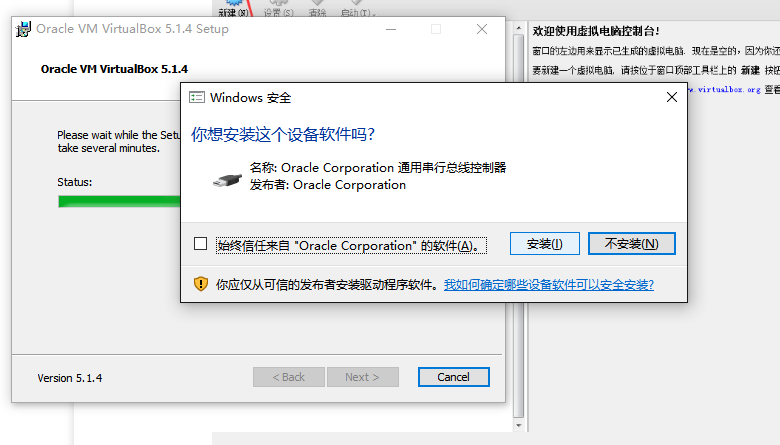 新建(N) 设置(S) 清除 启动(T)
Oracle VM VirtualBox 5.1.4 Setup
Oracle VM VirtualBox 5.1.4
Please wait while the Setu
take several minutes.
Status:
Version 5.1.4
< Back
Next >
Cancel
Windows 安全
你想安装这个设备软件吗?
名称: Oracle Corporation 通用串行总线控制器
发布者: Oracle Corporation
始终信任来自 "Oracle Corporation" 的软件(A)。
安装(I)
不安装(N)
你应仅从可信的发布者安装驱动程序软件。我如何确定哪些设备软件可以安全安装?
欢迎使用虚拟电脑控制台!
窗口的左边用来显示已生成的虚拟电脑. 现在是空的, 因为你还
要新建一个虚拟电脑, 请按位于窗口顶部工具栏上的 新建 按钮
w.virtualbox.org 查看